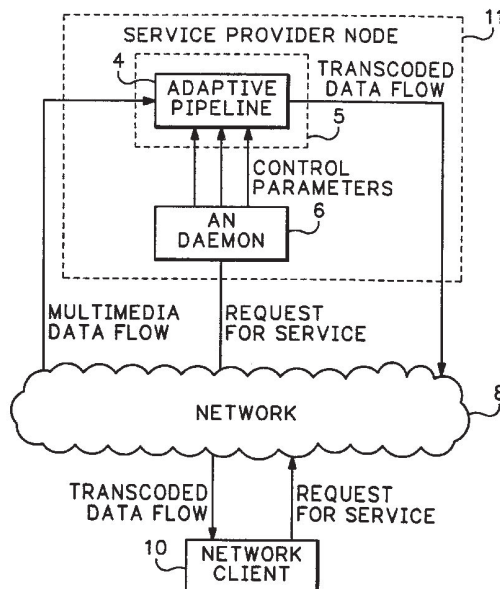 11
SERVICE PROVIDER NODE
4
ADAPTIVE
PIPELINE
TRANSCODED
DATA FLOW
5
CONTROL
PARAMETERS
AN
DAEMON
6
MULTIMEDIA
DATA FLOW
REQUEST
FOR SERVICE
NETWORK
8
TRANSCODED
DATA FLOW
REQUEST
FOR SERVICE
10
NETWORK
CLIENT